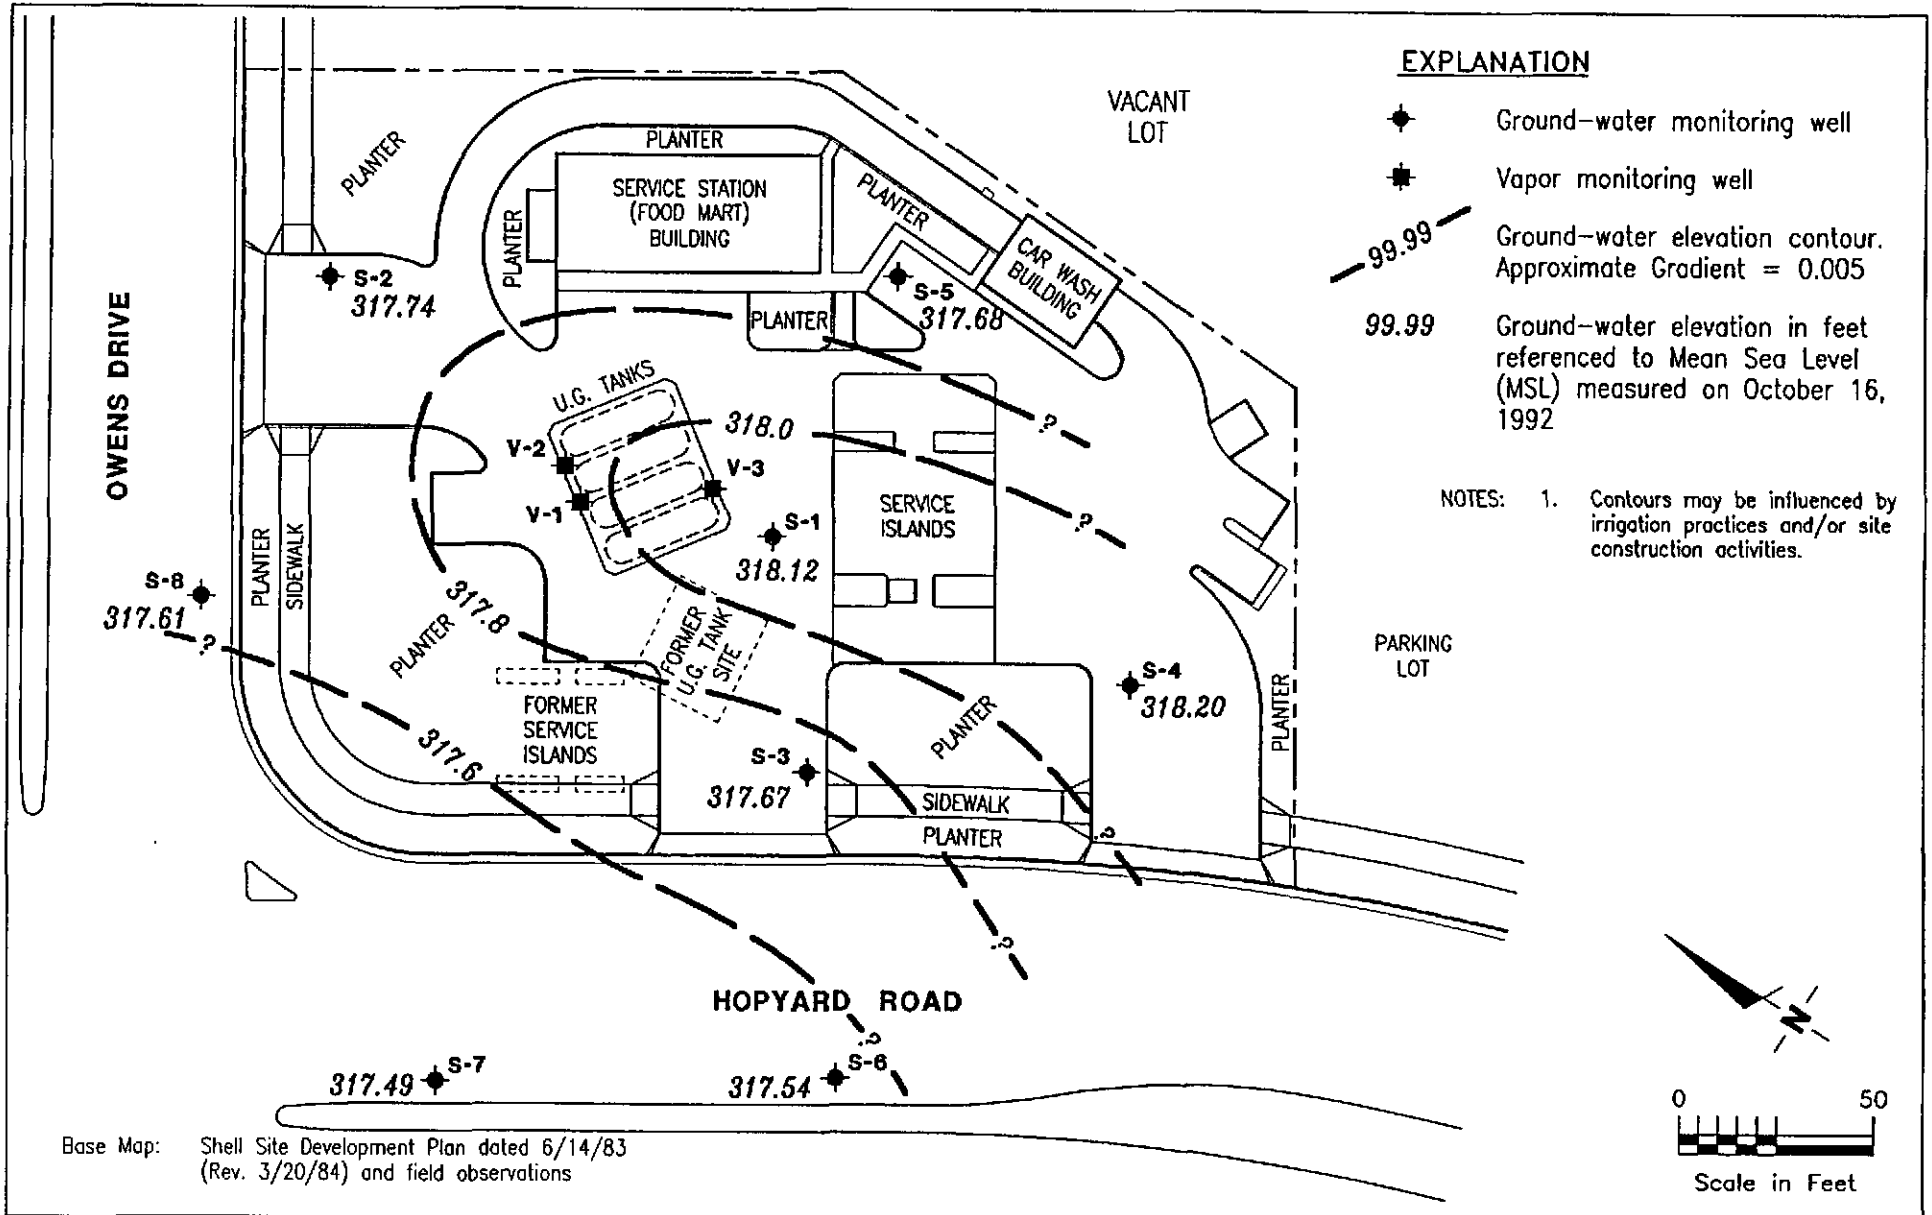 EXPLANATION
Ground-water monitoring well
Vapor monitoring well
99.99
Ground-water elevation contour.
Approximate Gradient = 0.005
99.99
Ground-water elevation in feet
referenced to Mean Sea Level
(MSL) measured on October 16,
1992
NOTES: 1. Contours may be influenced by
irrigation practices and/or site
construction activities.
VACANT
LOT
PLANTER
PLANTER
SERVICE STATION
(FOOD MART)
BUILDING
PLANTER
PLANTER
CAR WASH
BUILDING
S-2
317.74
S-5
317.68
PLANTER
OWENS DRIVE
U.G. TANKS
318.0
?
V-2
V-3
V-1
S-1
318.12
SERVICE
ISLANDS
?
S-8
317.61
?
PLANTER
SIDEWALK
317.8
PLANTER
FORMER
U.G. TANK
SITE
PARKING
LOT
S-4
318.20
PLANTER
PLANTER
FORMER
SERVICE
ISLANDS
317.6
S-3
317.67
SIDEWALK
PLANTER
?
?
HOPYARD ROAD
?
S-7
317.49
S-6
317.54
N
0 50
Scale in Feet
Base Map: Shell Site Development Plan dated 6/14/83
(Rev. 3/20/84) and field observations